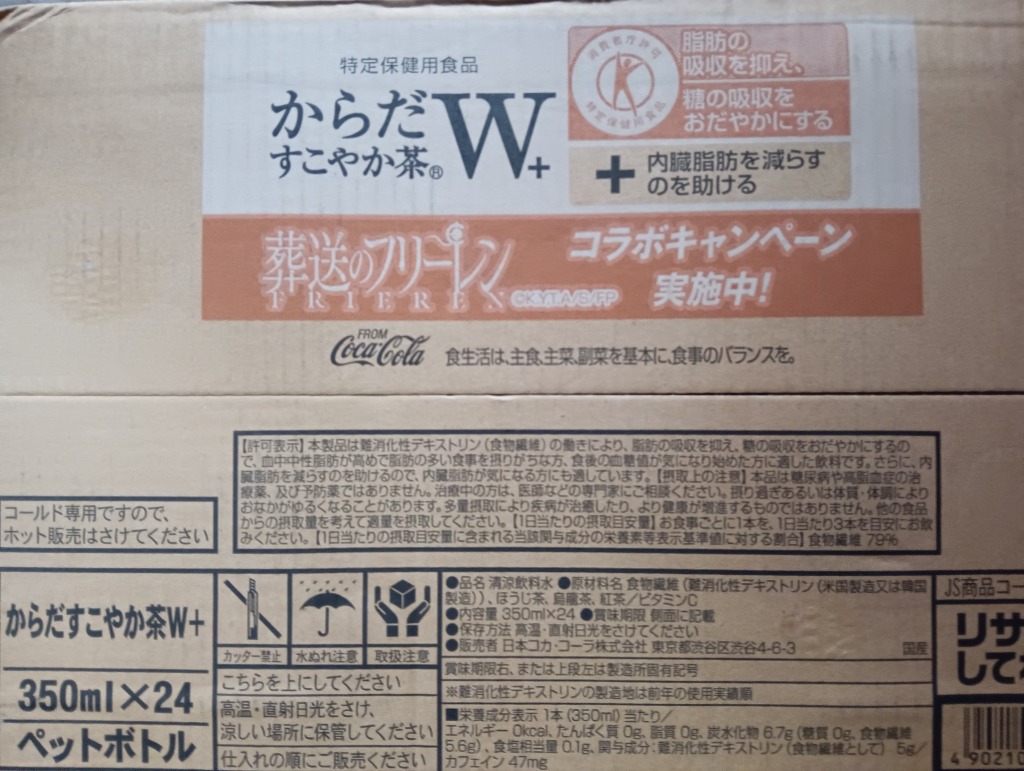 特定保健用食品
からだ
すこやか茶®
W+
消費者庁許可
特定保健用食品
脂肪の
吸収を抑え、
糖の吸収を
おだやかにする
+
内臓脂肪を減らす
のを助ける
葬送のフリーレン
FRIEREN
©K.Y,T.A/S/FP
コラボキャンペーン
実施中!
FROM
Coca-Cola
食生活は、主食、主菜、副菜を基本に、食事のバランスを。
【許可表示】本製品は難消化性デキストリン(食物繊維)の働きにより、脂肪の吸収を抑え、糖の吸収をおだやかにするの
で、血中中性脂肪が高めで脂肪の多い食事を摂りがちな方、食後の血糖値が気になり始めた方に適した飲料です。さらに、内
臓脂肪を減らすのを助けるので、内臓脂肪が気になる方にも適しています。【摂取上の注意】本品は糖尿病や高脂血症の治
療薬、及び予防薬ではありません。治療中の方は、医師などの専門家にご相談ください。摂り過ぎあるいは体質・体調により
おなかがゆるくなることがあります。多量摂取により疾病が治癒したり、より健康が増進するものではありません。他の食品
からの摂取量を考えて適量を摂取してください。【1日当たりの摂取目安量】お食事ごとに1本を、1日当たり3本を目安にお飲
みください。【1日当たりの摂取目安量に含まれる当該関与成分の栄養素等表示基準値に対する割合】食物繊維 79%
コールド専用ですので、
ホット販売はさけてください
からだすこやか茶W+
350ml×24
ペットボトル
カッター禁止
水ぬれ注意
取扱注意
こちらを上にしてください
高温・直射日光をさけ、
涼しい場所に保管してください
仕入れの順にご販売ください
●品名 清涼飲料水 ●原材料名 食物繊維(難消化性デキストリン(米国製造又は韓国
製造))、ほうじ茶、烏龍茶、紅茶/ビタミンC
●内容量 350ml×24 ●賞味期限 側面に記載
●保存方法 高温・直射日光をさけてください
●販売者 日本コカ・コーラ株式会社 東京都渋谷区渋谷4-6-3 国産
賞味期限右、または上段左は製造所固有記号
※難消化性デキストリンの製造地は前年の使用実績順
■栄養成分表示 1本(350ml)当たり/
エネルギー 0kcal、たんぱく質 0g、脂質 0g、炭水化物 6.7g(糖質 0g、食物繊維
5.6g)、食塩相当量 0.1g、関与成分:難消化性デキストリン(食物繊維として) 5g/
カフェイン 47mg
JS商品コー
リサ
して
4 90210